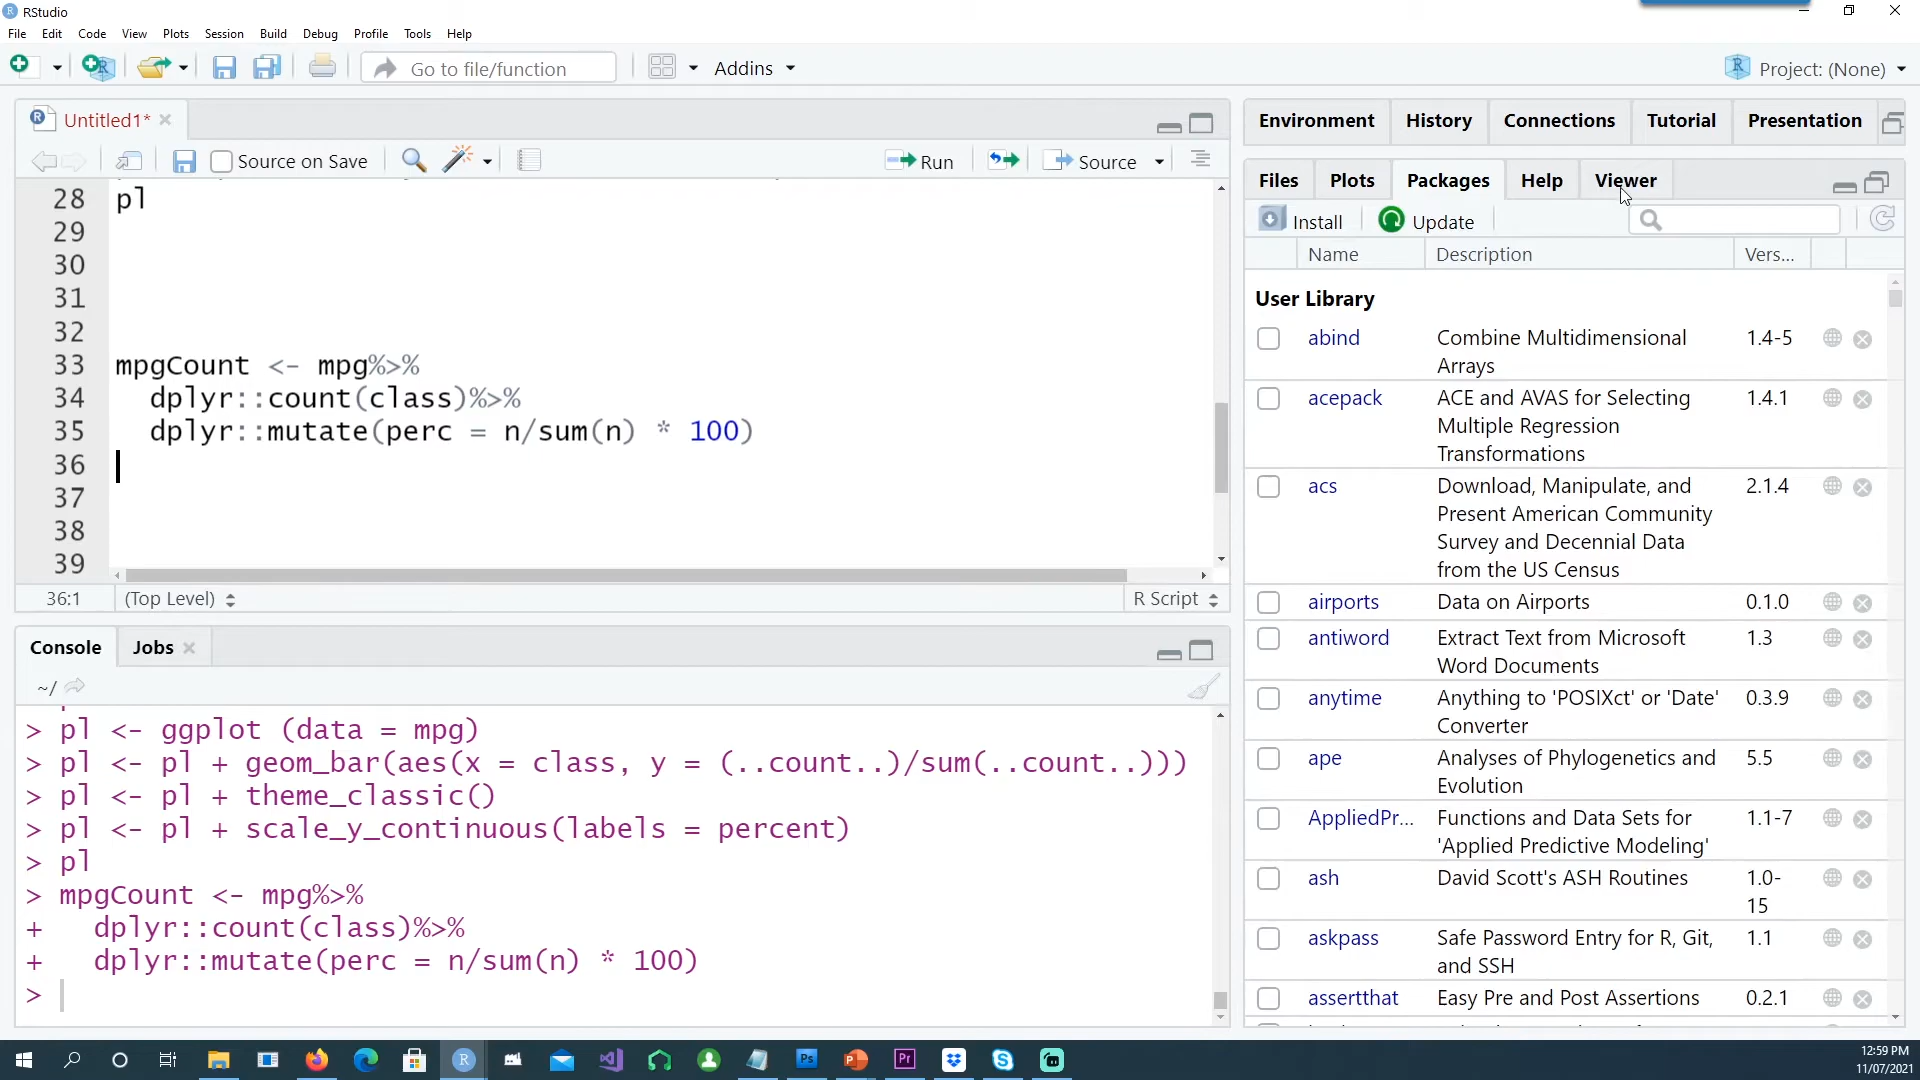 RStudio
File Edit Code View Plots Session Build Debug Profile Tools Help
Go to file/function
Addins
Project: (None)
Untitled1*
Source on Save
Run
Source
28 pl
29
30
31
32
33 mpgCount <- mpg%>%
34 dplyr::count(class)%>%
35 dplyr::mutate(perc = n/sum(n) * 100)
36
37
38
39
36:1 (Top Level) R Script
Console Jobs
~/
> pl <- ggplot (data = mpg)
> pl <- pl + geom_bar(aes(x = class, y = (..count..)/sum(..count..)))
> pl <- pl + theme_classic()
> pl <- pl + scale_y_continuous(labels = percent)
> pl
> mpgCount <- mpg%>%
+ dplyr::count(class)%>%
+ dplyr::mutate(perc = n/sum(n) * 100)
>
Environment History Connections Tutorial Presentation
Files Plots Packages Help Viewer
Install Update
Name Description Vers...
User Library
abind Combine Multidimensional 1.4-5
Arrays
acepack ACE and AVAS for Selecting 1.4.1
Multiple Regression
Transformations
acs Download, Manipulate, and 2.1.4
Present American Community
Survey and Decennial Data
from the US Census
airports Data on Airports 0.1.0
antiword Extract Text from Microsoft 1.3
Word Documents
anytime Anything to 'POSIXct' or 'Date' 0.3.9
Converter
ape Analyses of Phylogenetics and 5.5
Evolution
AppliedPr... Functions and Data Sets for 1.1-7
'Applied Predictive Modeling'
ash David Scott's ASH Routines 1.0-
15
askpass Safe Password Entry for R, Git, 1.1
and SSH
assertthat Easy Pre and Post Assertions 0.2.1
12:59 PM
11/07/2021